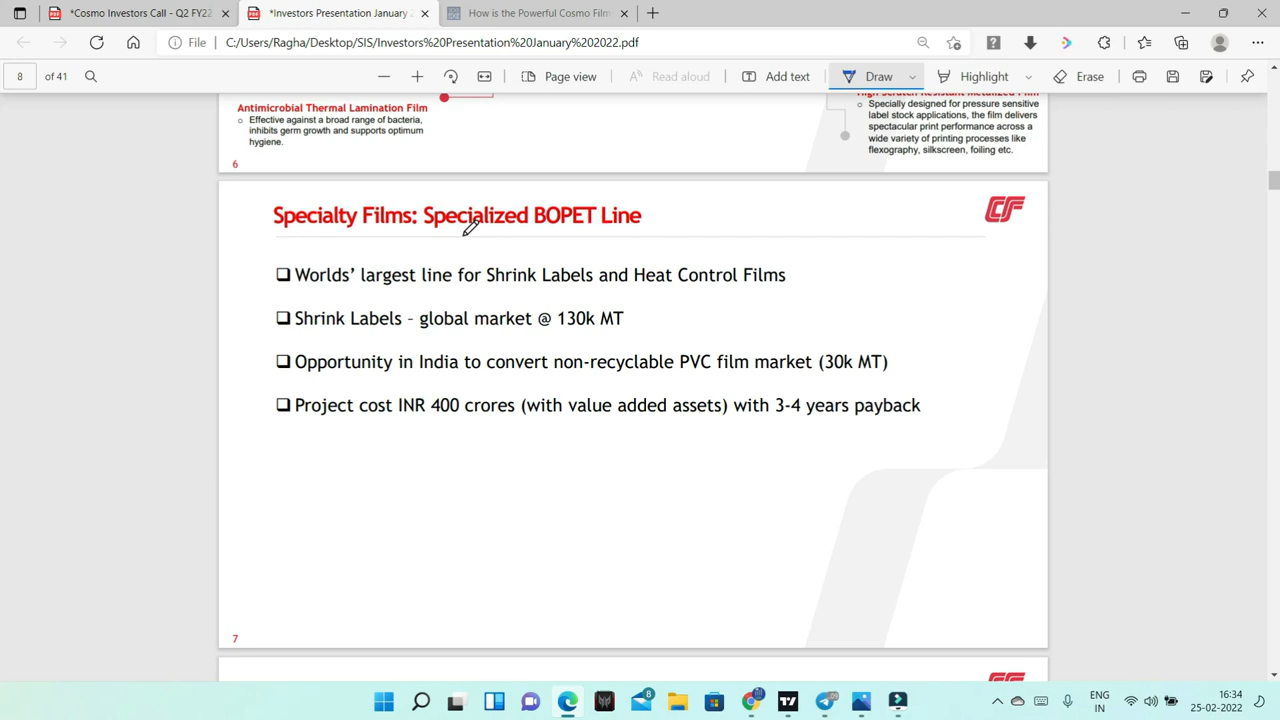 *Cosmo Investors Call - Q2 FY22
*Investors Presentation January 2
How is the Powerful Cosmo Film
File
C:/Users/Ragha/Desktop/SIS/Investors%20Presentation%20January%202022.pdf
8 of 41
Page view
Read aloud
Add text
Draw
Highlight
Erase
Antimicrobial Thermal Lamination Film
Effective against a broad range of bacteria,
inhibits germ growth and supports optimum
hygiene.
6
High Scratch Resistant Metalized Film
Specially designed for pressure sensitive
label stock applications, the film delivers
spectacular print performance across a
wide variety of printing processes like
flexography, silkscreen, foiling etc.
Specialty Films: Specialized BOPET Line
CF
Worlds’ largest line for Shrink Labels and Heat Control Films
Shrink Labels – global market @ 130k MT
Opportunity in India to convert non-recyclable PVC film market (30k MT)
Project cost INR 400 crores (with value added assets) with 3-4 years payback
7
8
ENG
IN
16:34
25-02-2022